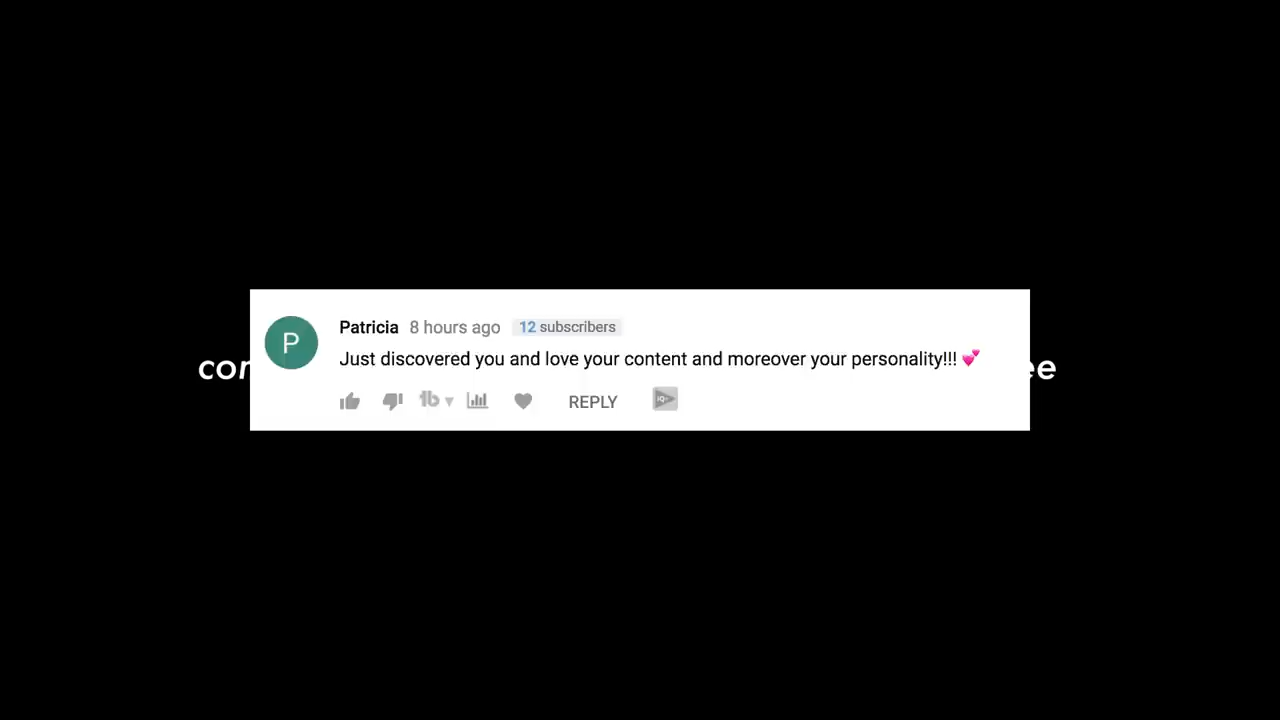 P
Patricia 8 hours ago 12 subscribers
Just discovered you and love your content and moreover your personality!!! 💕
REPLY